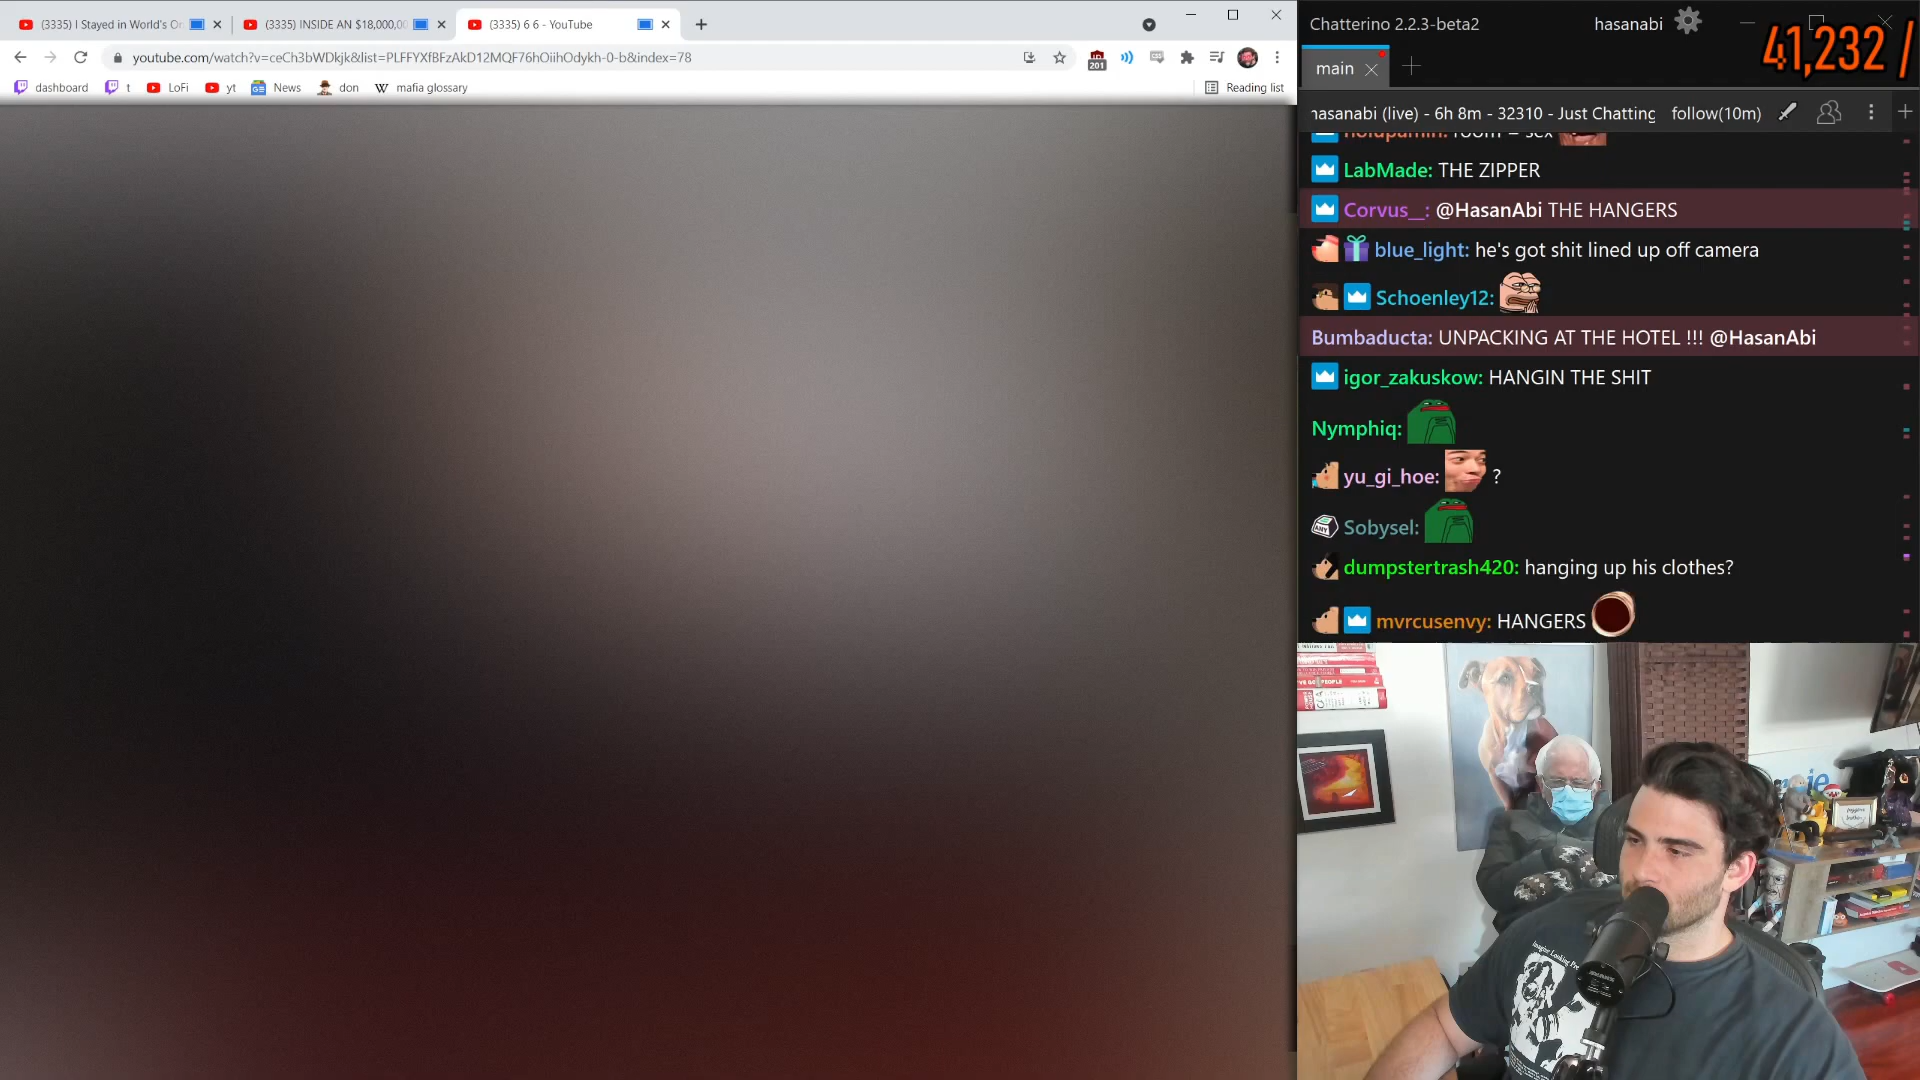 (3335) I Stayed in World's Or
(3335) INSIDE AN $18,000,00
(3335) 6 6 - YouTube
youtube.com/watch?v=ceCh3bWDkjk&list=PLFFYXfBFzAkD12MQF76hOiihOdykh-0-b&index=78
201
dashboard
t
LoFi
yt
News
don
mafia glossary
Reading list
Chatterino 2.2.3-beta2
hasanabi
41,232 /
main
hasanabi (live) - 6h 8m - 32310 - Just Chatting
follow(10m)
LabMade: THE ZIPPER
Corvus__: @HasanAbi THE HANGERS
blue_light: he's got shit lined up off camera
Schoenley12:
Bumbaducta: UNPACKING AT THE HOTEL !!! @HasanAbi
igor_zakuskow: HANGIN THE SHIT
Nymphiq:
yu_gi_hoe: ?
Sobysel:
dumpstertrash420: hanging up his clothes?
mvrcusenvy: HANGERS